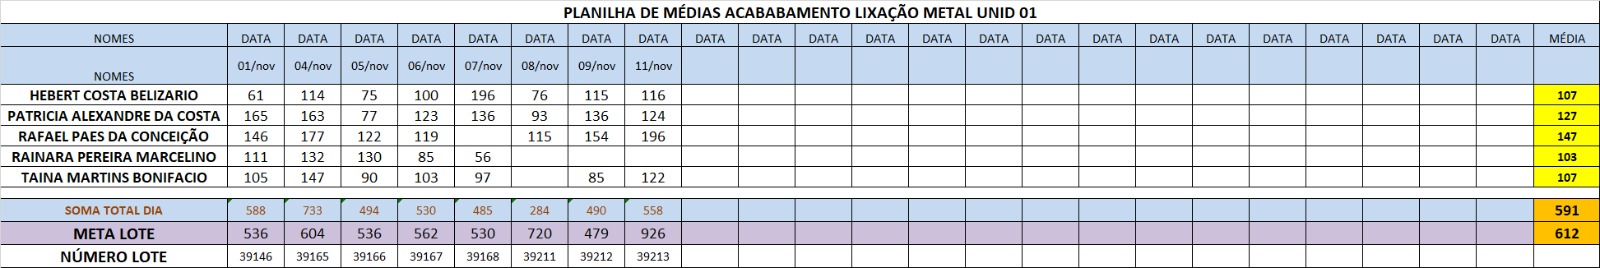 PLANILHA DE MÉDIAS ACABABAMENTO LIXAÇÃO METAL UNID 01
NOMES DATA DATA DATA DATA DATA DATA DATA DATA DATA DATA DATA DATA DATA DATA DATA DATA DATA DATA DATA DATA DATA DATA DATA MÉDIA
NOMES 01/nov 04/nov 05/nov 06/nov 07/nov 08/nov 09/nov 11/nov
HEBERT COSTA BELIZARIO 61 114 75 100 196 76 115 116 107
PATRICIA ALEXANDRE DA COSTA 165 163 77 123 136 93 136 124 127
RAFAEL PAES DA CONCEIÇÃO 146 177 122 119 115 154 196 147
RAINARA PEREIRA MARCELINO 111 132 130 85 56 103
TAINA MARTINS BONIFACIO 105 147 90 103 97 85 122 107
SOMA TOTAL DIA 588 733 494 530 485 284 490 558 591
META LOTE 536 604 536 562 530 720 479 926 612
NÚMERO LOTE 39146 39165 39166 39167 39168 39211 39212 39213